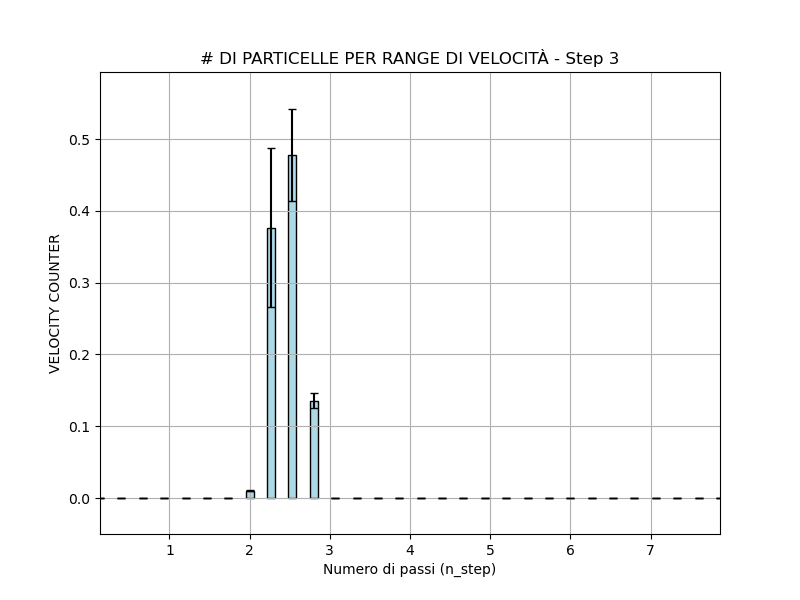 # DI PARTICELLE PER RANGE DI VELOCITÀ - Step 3
0.5
0.4
0.3
0.2
0.1
0.0
VELOCITY COUNTER
1 2 3 4 5 6 7
Numero di passi (n_step)